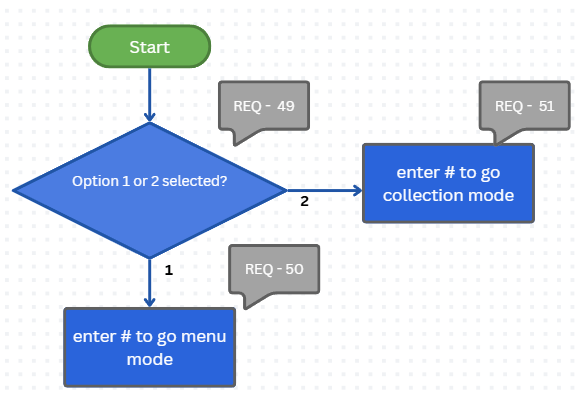 Start
REQ - 49
REQ - 51
Option 1 or 2 selected?
enter # to go
collection mode
2
1
REQ - 50
enter # to go menu
mode